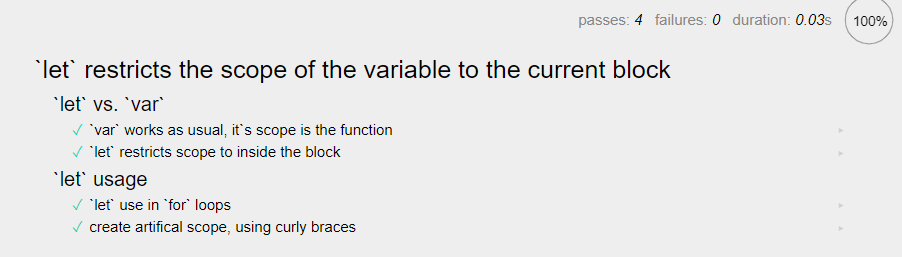 passes: 4 failures: 0 duration: 0.03s 100%
`let` restricts the scope of the variable to the current block
`let` vs. `var`
✓ `var` works as usual, it`s scope is the function
✓ `let` restricts scope to inside the block
`let` usage
✓ `let` use in `for` loops
✓ create artifical scope, using curly braces